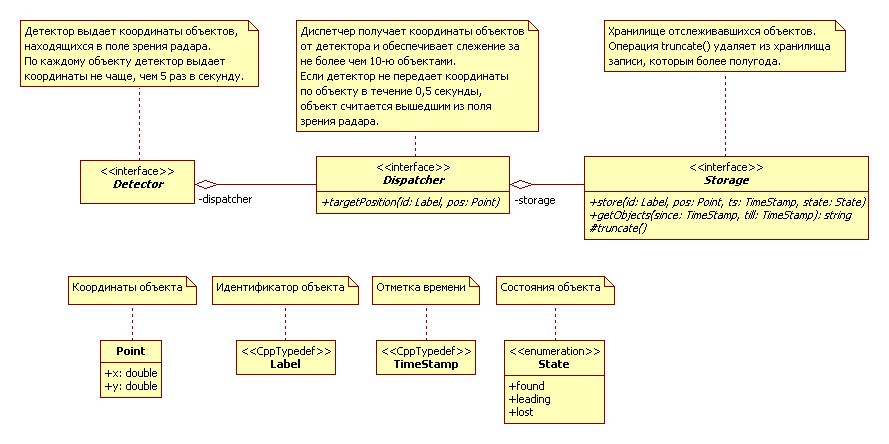 Детектор выдает координаты объектов,
находящихся в поле зрения радара.
По каждому объекту детектор выдает
координаты не чаще, чем 5 раз в секунду.
Диспетчер получает координаты объектов
от детектора и обеспечивает слежение за
не более чем 10-ю объектами.
Если детектор не передает координаты
по объекту в течение 0,5 секунды,
объект считается вышедшим из поля
зрения радара.
Хранилище отслеживавшихся объектов.
Операция truncate() удаляет из хранилища
записи, которым более полугода.
<<interface>>
Detector
-dispatcher
<<interface>>
Dispatcher
+targetPosition(id: Label, pos: Point)
-storage
<<interface>>
Storage
+store(id: Label, pos: Point, ts: TimeStamp, state: State)
+getObjects(since: TimeStamp, till: TimeStamp): string
#truncate()
Координаты объекта
Идентификатор объекта
Отметка времени
Состояния объекта
Point
+x: double
+y: double
<<CppTypedef>>
Label
<<CppTypedef>>
TimeStamp
<<enumeration>>
State
+found
+leading
+lost